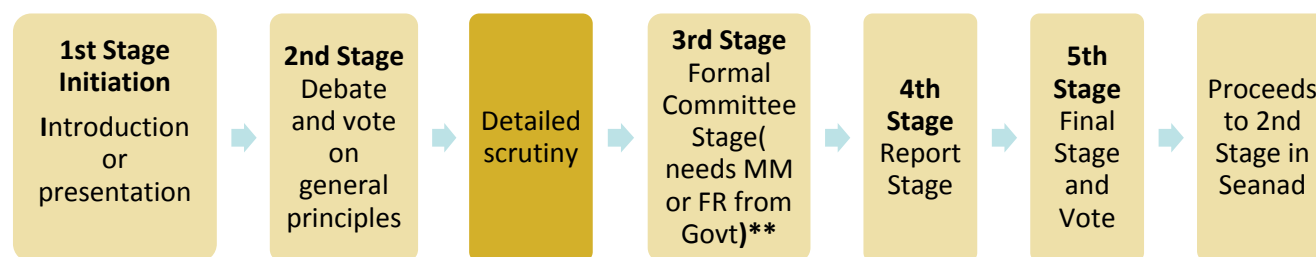 1st Stage
Initiation
Introduction
or
presentation
2nd Stage
Debate
and vote
on
general
principles
Detailed
scrutiny
3rd Stage
Formal
Committee
Stage(
needs MM
or FR from
Govt)**
4th
Stage
Report
Stage
5th
Stage
Final
Stage
and
Vote
Proceeds
to 2nd
Stage in
Seanad